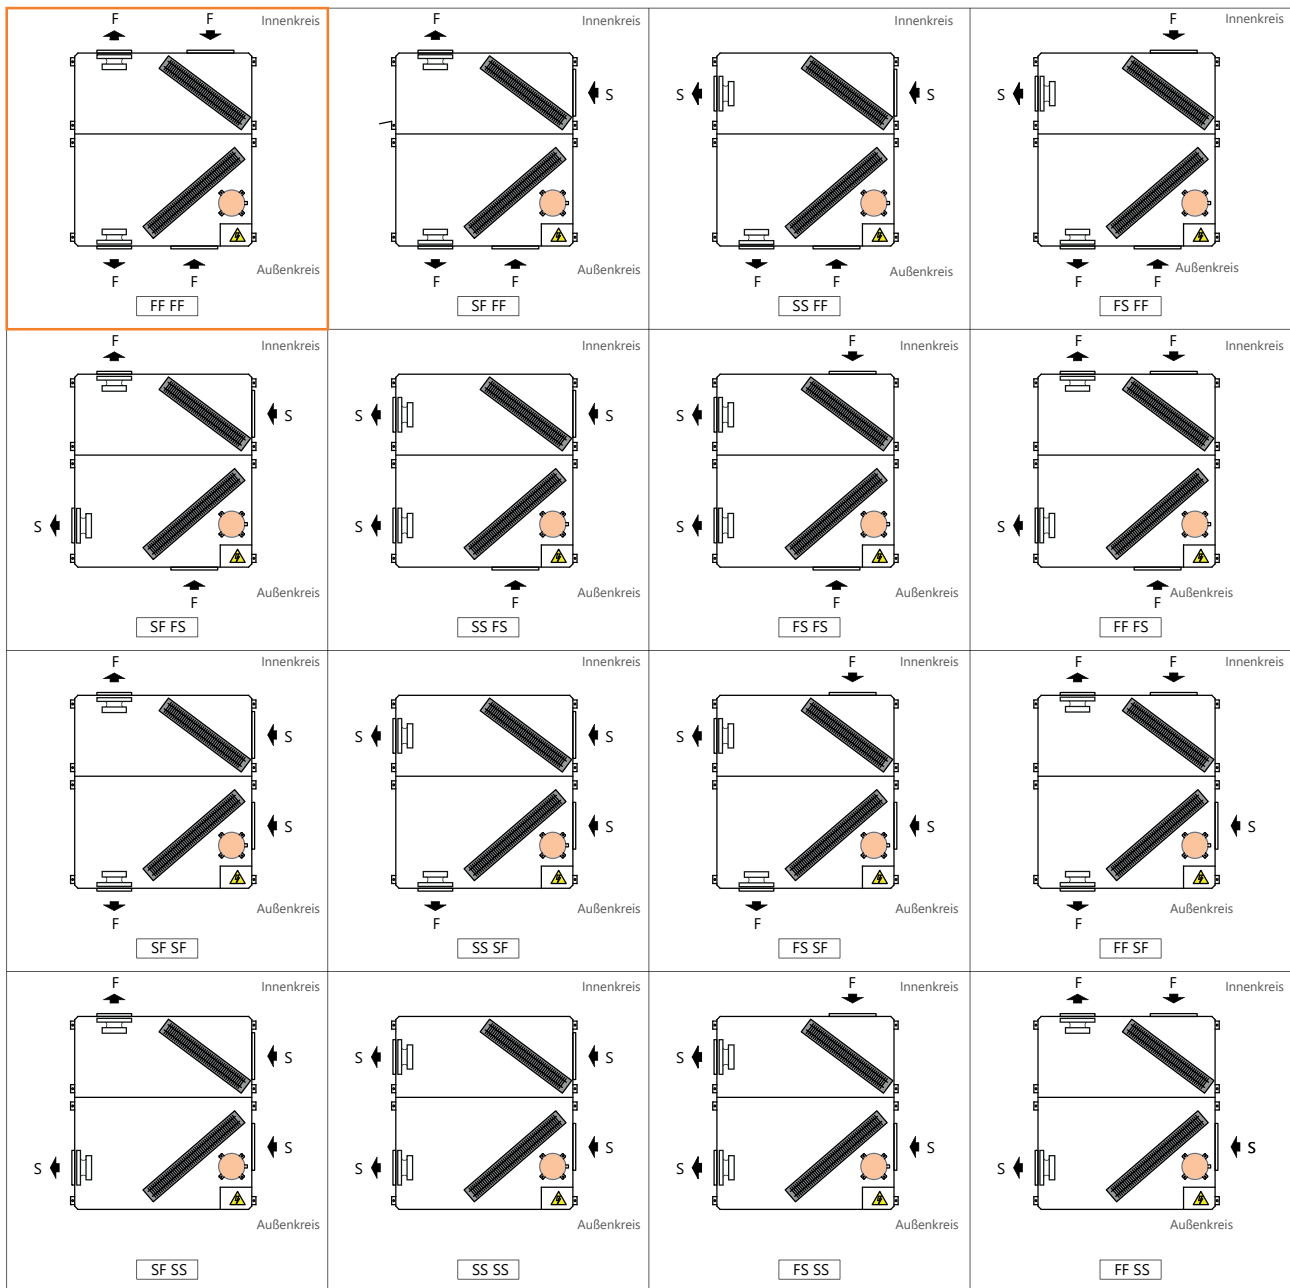 F Innenkreis
F
F
F
Außenkreis
FF FF
F Innenkreis
S
F
F
Außenkreis
SF FF
Innenkreis
S
S
F
F
Außenkreis
SS FF
F Innenkreis
S
F
F
Außenkreis
FS FF
F Innenkreis
S
S
F
Außenkreis
SF FS
Innenkreis
S
S
S
F
Außenkreis
SS FS
F Innenkreis
S
S
F
Außenkreis
FS FS
F F Innenkreis
S
F
Außenkreis
FF FS
F Innenkreis
S
S
F
Außenkreis
SF SF
Innenkreis
S
S
S
F
Außenkreis
SS SF
F Innenkreis
S
S
F
Außenkreis
FS SF
F F Innenkreis
S
F
Außenkreis
FF SF
F Innenkreis
S
S
S
Außenkreis
SF SS
Innenkreis
S
S
S
S
Außenkreis
SS SS
F Innenkreis
S
S
S
Außenkreis
FS SS
F F Innenkreis
S
S
Außenkreis
FF SS